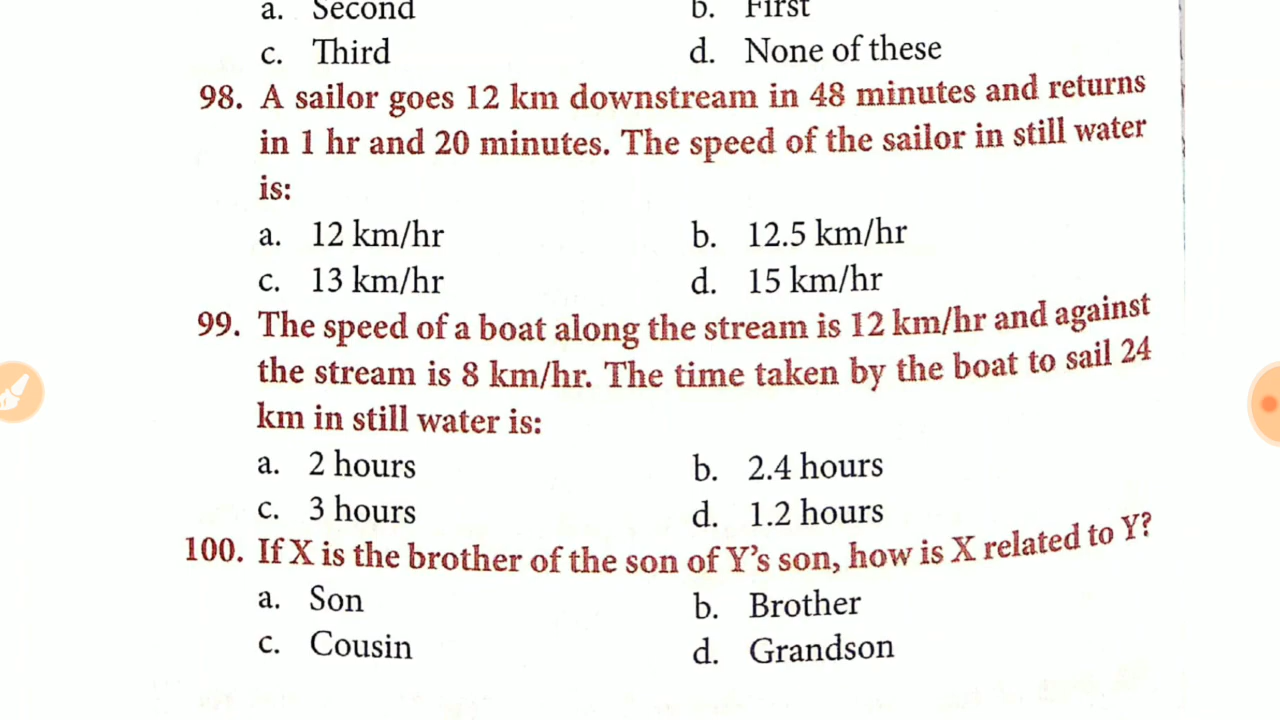 a. Second b. First
c. Third d. None of these
98. A sailor goes 12 km downstream in 48 minutes and returns
in 1 hr and 20 minutes. The speed of the sailor in still water
is:
a. 12 km/hr b. 12.5 km/hr
c. 13 km/hr d. 15 km/hr
99. The speed of a boat along the stream is 12 km/hr and against
the stream is 8 km/hr. The time taken by the boat to sail 24
km in still water is:
a. 2 hours b. 2.4 hours
c. 3 hours d. 1.2 hours
100. If X is the brother of the son of Y’s son, how is X related to Y?
a. Son b. Brother
c. Cousin d. Grandson